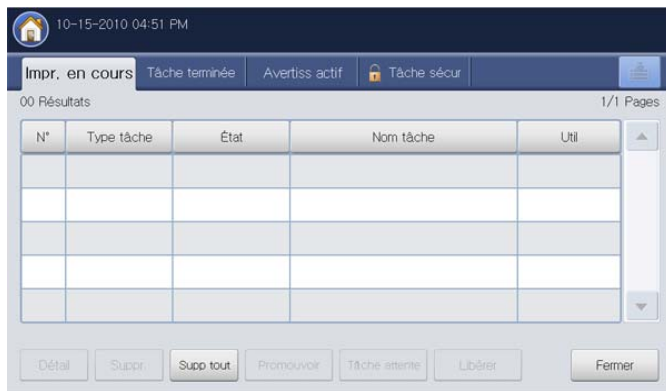 10-15-2010 04:51 PM
Impr. en cours Tâche terminée Avertiss actif Tâche sécur
00 Résultats 1/1 Pages
N° Type tâche État Nom tâche Util
Détail Suppr. Supp tout Promouvoir Tâche attente Libérer Fermer